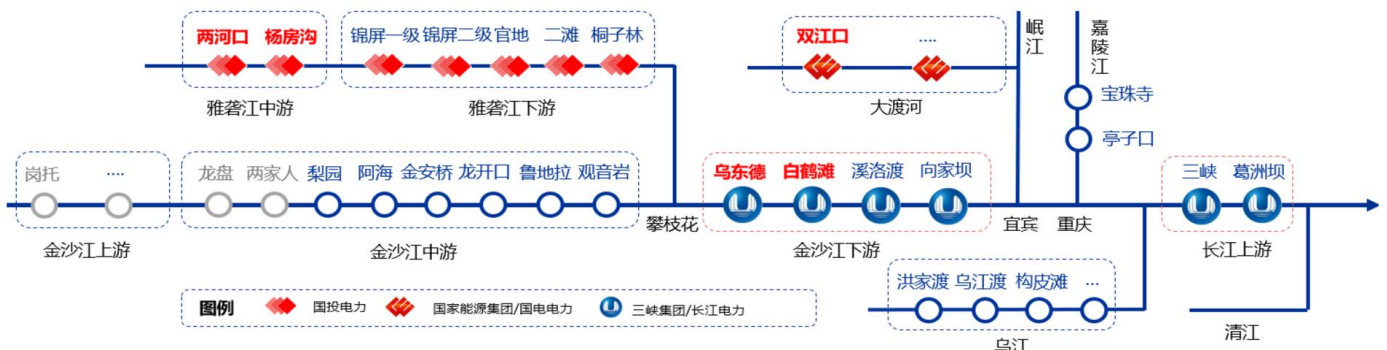 两河口 杨房沟
雅砻江中游
锦屏一级 锦屏二级 官地 二滩 桐子林
雅砻江下游
双江口 ....
大渡河
岷江
嘉陵江
宝珠寺
亭子口
岗托 ....
金沙江上游
龙盘 两家人 梨园 阿海 金安桥 龙开口 鲁地拉 观音岩
金沙江中游
攀枝花
乌东德 白鹤滩 溪洛渡 向家坝
金沙江下游
宜宾
重庆
三峡 葛洲坝
长江上游
洪家渡 乌江渡 构皮滩 ...
乌江
清江
图例 国投电力 国家能源集团/国电电力 三峡集团/长江电力